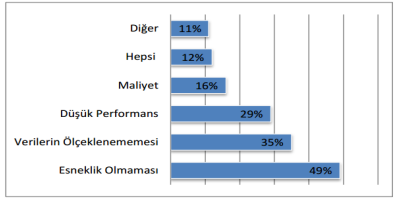 Diğer 11%
Hepsi 12%
Maliyet 16%
Düşük Performans 29%
Verilerin Ölçeklenememesi 35%
Esneklik Olmaması 49%